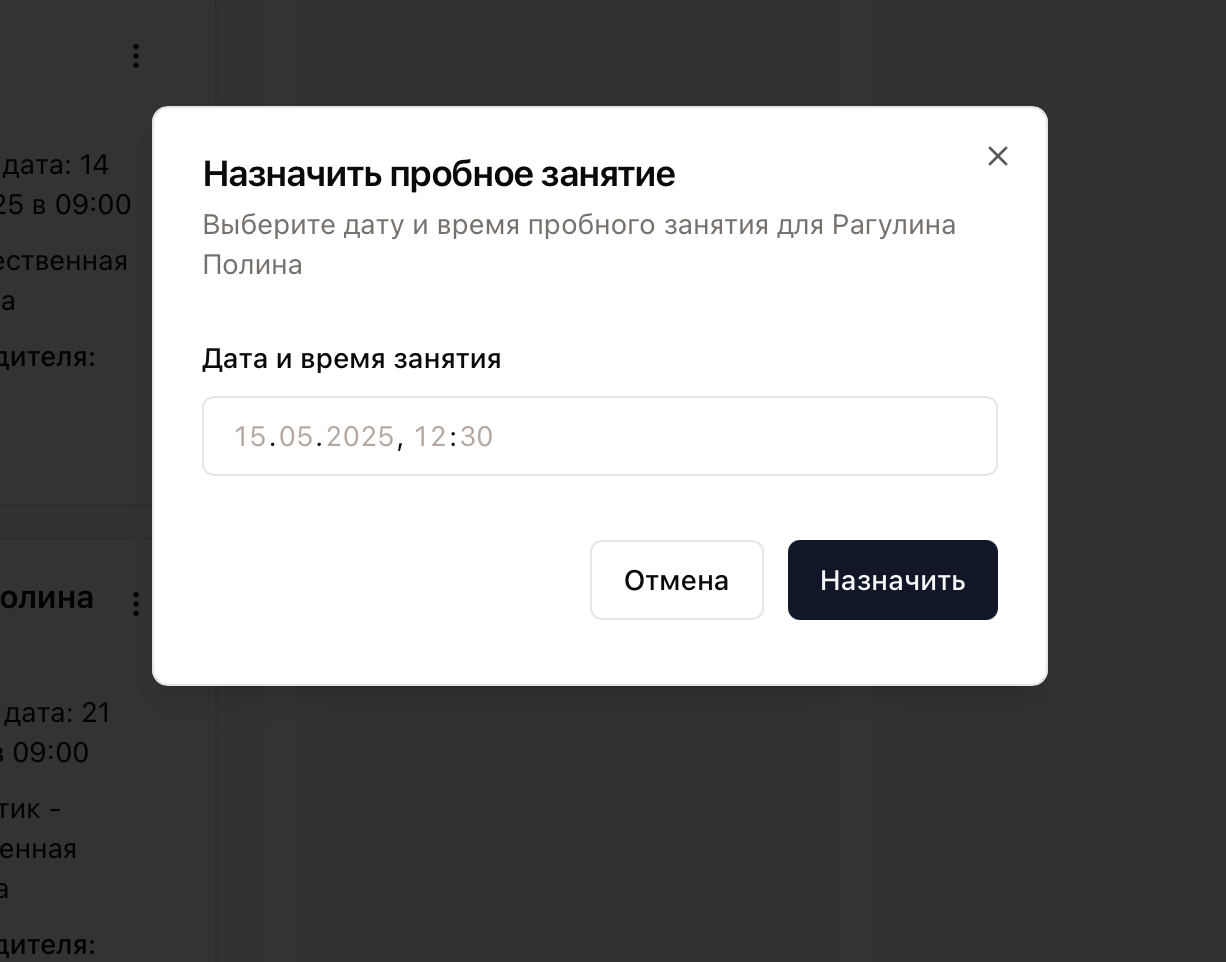 дата: 14
25 в 09:00
ественная
а
дителя:
Назначить пробное занятие
Выберите дату и время пробного занятия для Рагулина
Полина
Дата и время занятия
15.05.2025, 12:30
Отмена
Назначить
олина
дата: 21
в 09:00
тик -
енная
а
дителя: